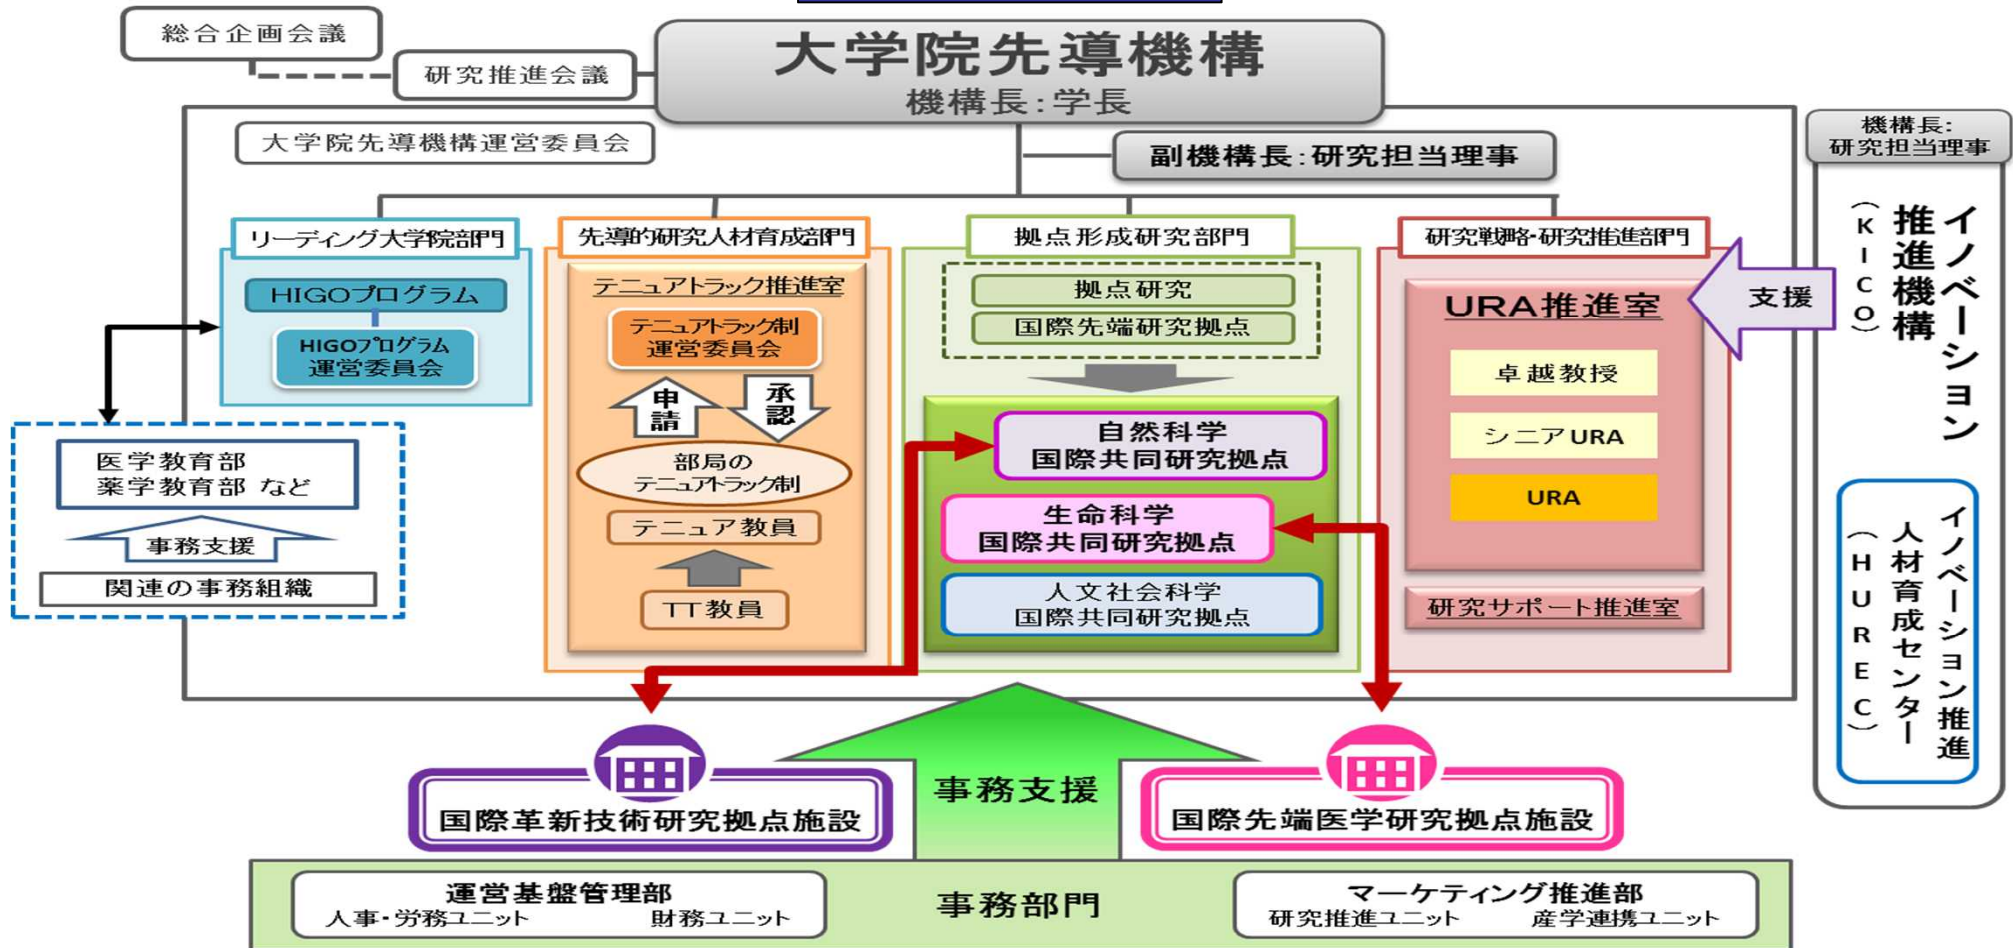 総合企画会議
研究推進会議
大学院先導機構
機構長:学長
大学院先導機構運営委員会
副機構長:研究担当理事
リーディング大学院部門
HIGOプログラム
HIGOプログラム
運営委員会
医学教育部
薬学教育部 など
事務支援
関連の事務組織
先導的研究人材育成部門
テニュアトラック推進室
テニュアトラック制
運営委員会
申請
承認
部局の
テニュアトラック制
テニュア教員
TT教員
拠点形成研究部門
拠点研究
国際先端研究拠点
自然科学
国際共同研究拠点
生命科学
国際共同研究拠点
人文社会科学
国際共同研究拠点
研究戦略・研究推進部門
URA推進室
卓越教授
シニアURA
URA
研究サポート推進室
支援
機構長:
研究担当理事
イノベーション
推進機構
(KICO)
イノベーション推進
人材育成センター
(HUREC)
国際革新技術研究拠点施設
事務支援
国際先端医学研究拠点施設
運営基盤管理部
人事・労務ユニット 財務ユニット
事務部門
マーケティング推進部
研究推進ユニット 産学連携ユニット